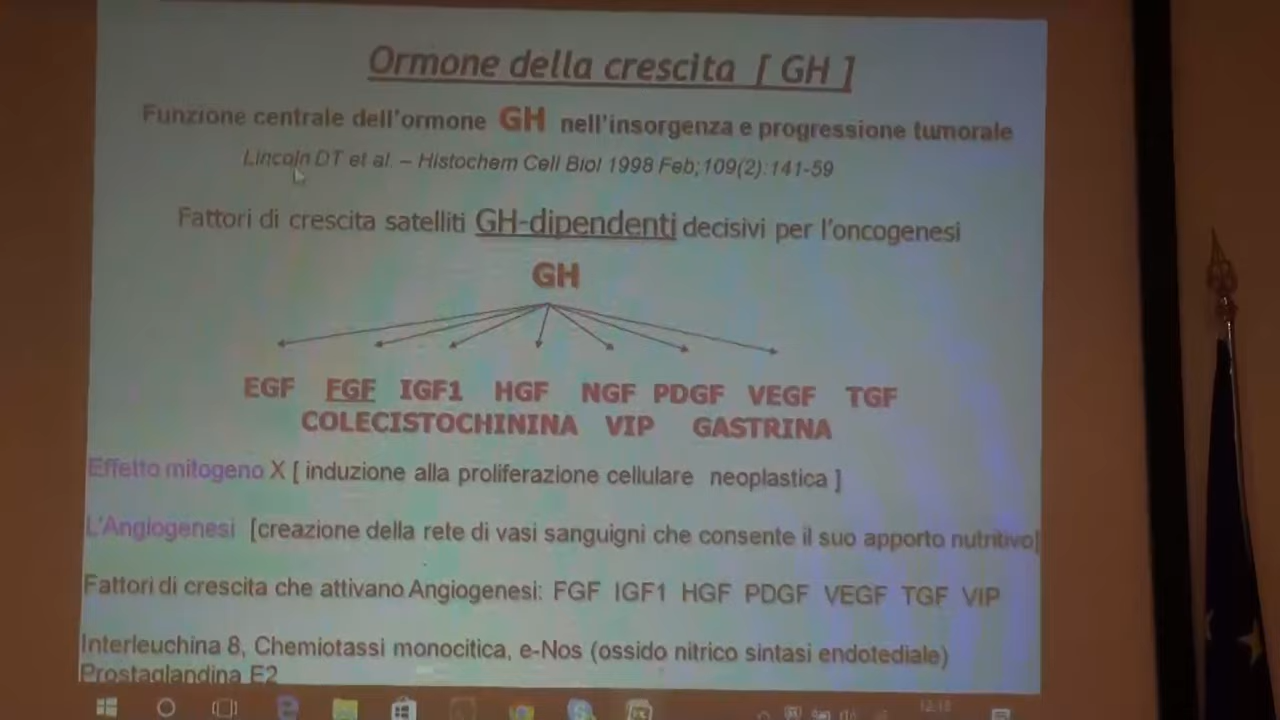 Ormone della crescita [ GH ]
Funzione centrale dell'ormone GH nell'insorgenza e progressione tumorale
Lincoln DT et al. – Histochem Cell Biol 1998 Feb;109(2):141-59
Fattori di crescita satelliti GH-dipendenti decisivi per l'oncogenesi
GH
EGF FGF IGF1 HGF NGF PDGF VEGF TGF
COLECISTOCHININA VIP GASTRINA
Effetto mitogeno X [ induzione alla proliferazione cellulare neoplastica ]
L'Angiogenesi [creazione della rete di vasi sanguigni che consente il suo apporto nutritivo]
Fattori di crescita che attivano Angiogenesi: FGF IGF1 HGF PDGF VEGF TGF VIP
Interleuchina 8, Chemiotassi monocitica, e-Nos (ossido nitrico sintasi endotediale)
Prostaglandina E2